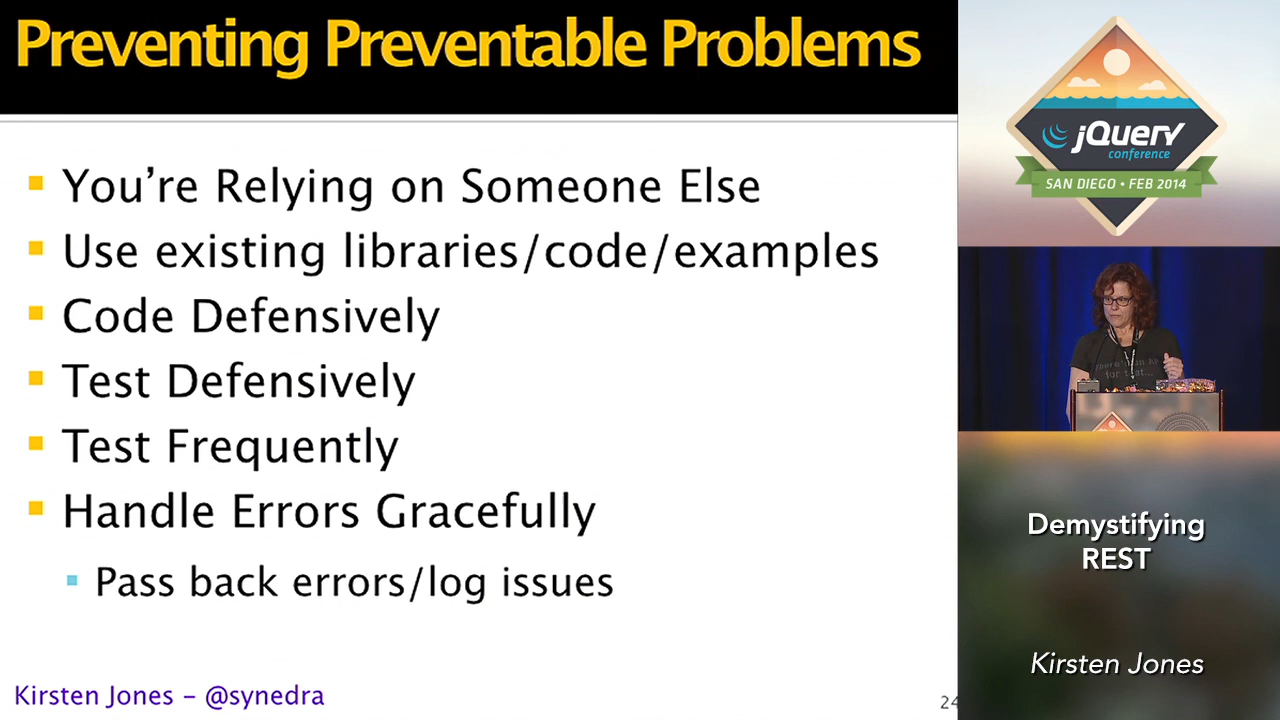 Preventing Preventable Problems
You're Relying on Someone Else
Use existing libraries/code/examples
Code Defensively
Test Defensively
Test Frequently
Handle Errors Gracefully
Pass back errors/log issues
Kirsten Jones – @synedra
24
jQuery
conference
SAN DIEGO • FEB 2014
for that...
Demystifying
REST
Kirsten Jones